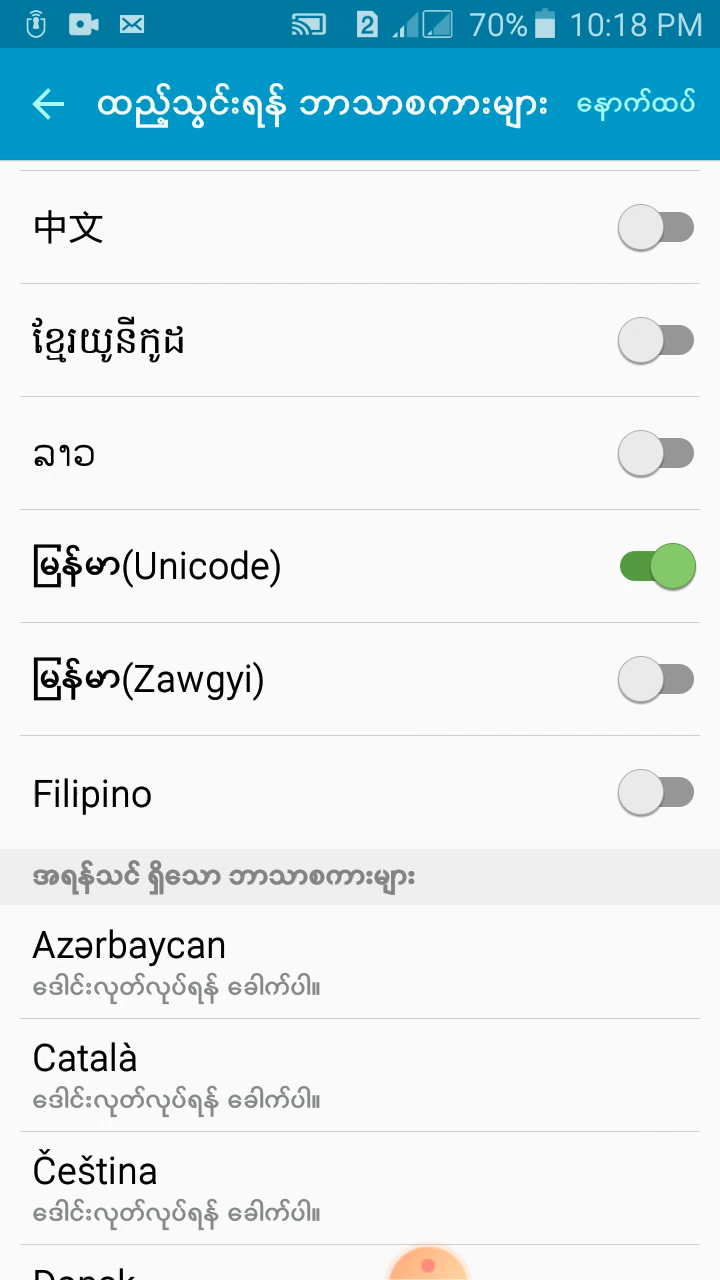 2 70% 10:18 PM
ထည့်သွင်းရန် ဘာသာစကားများ နောက်ထပ်
中文
ខ្មែរយូនីកូដ
ລາວ
မြန်မာ(Unicode)
မြန်မာ(Zawgyi)
Filipino
အရန်သင့် ရှိသော ဘာသာစကားများ
Azərbaycan
ဒေါင်းလုတ်လုပ်ရန် ခေါက်ပါ။
Català
ဒေါင်းလုတ်လုပ်ရန် ခေါက်ပါ။
Čeština
ဒေါင်းလုတ်လုပ်ရန် ခေါက်ပါ။
Dansk